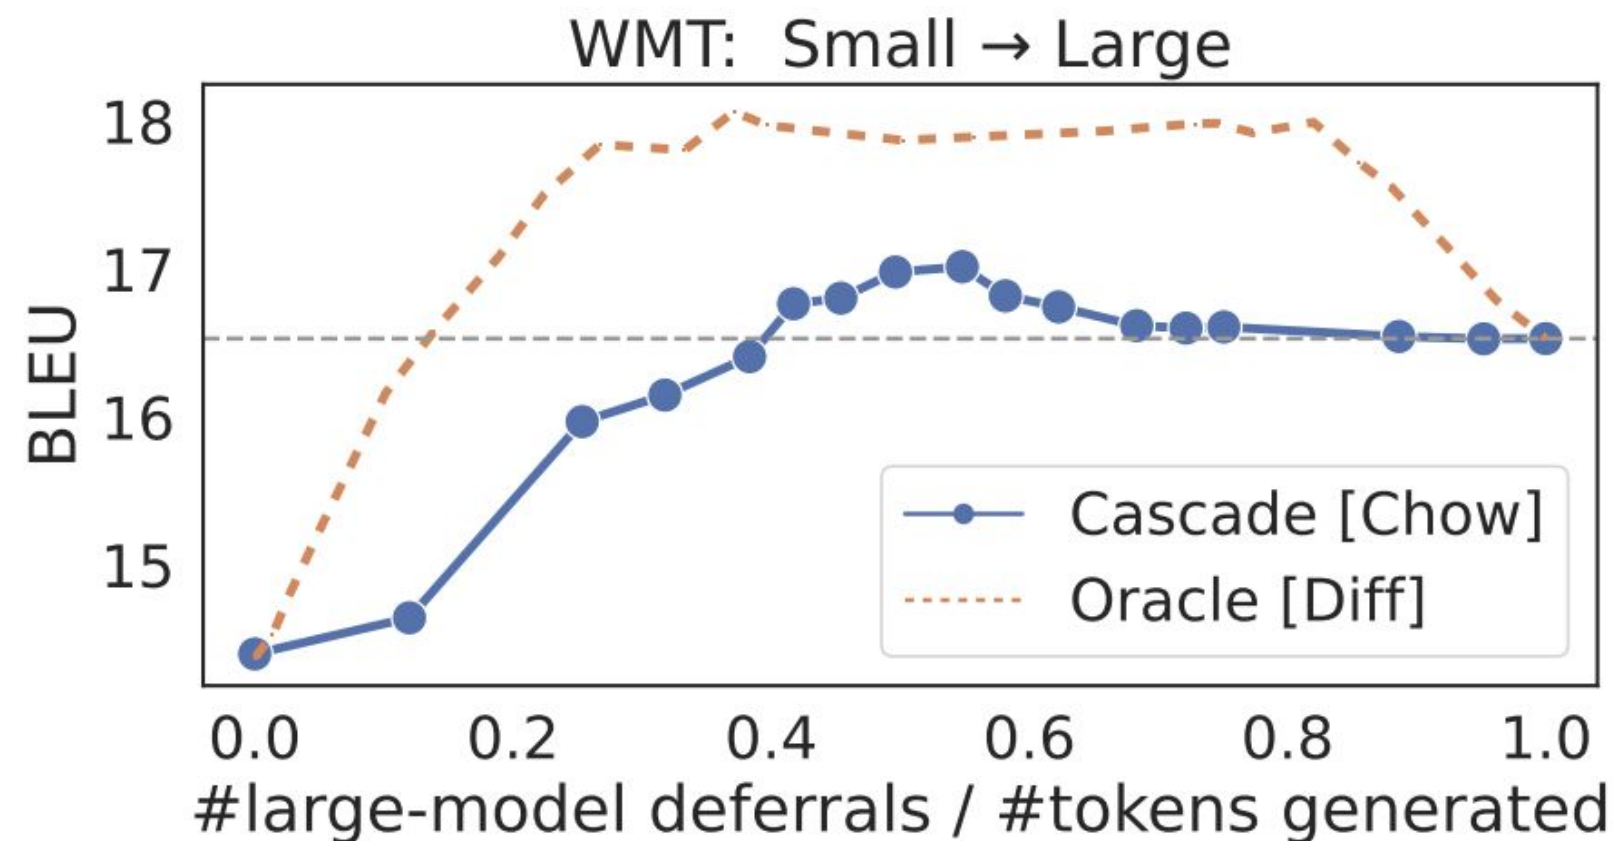 WMT: Small → Large
BLEU
18
17
16
15
Cascade [Chow]
Oracle [Diff]
0.0 0.2 0.4 0.6 0.8 1.0
#large-model deferrals / #tokens generated